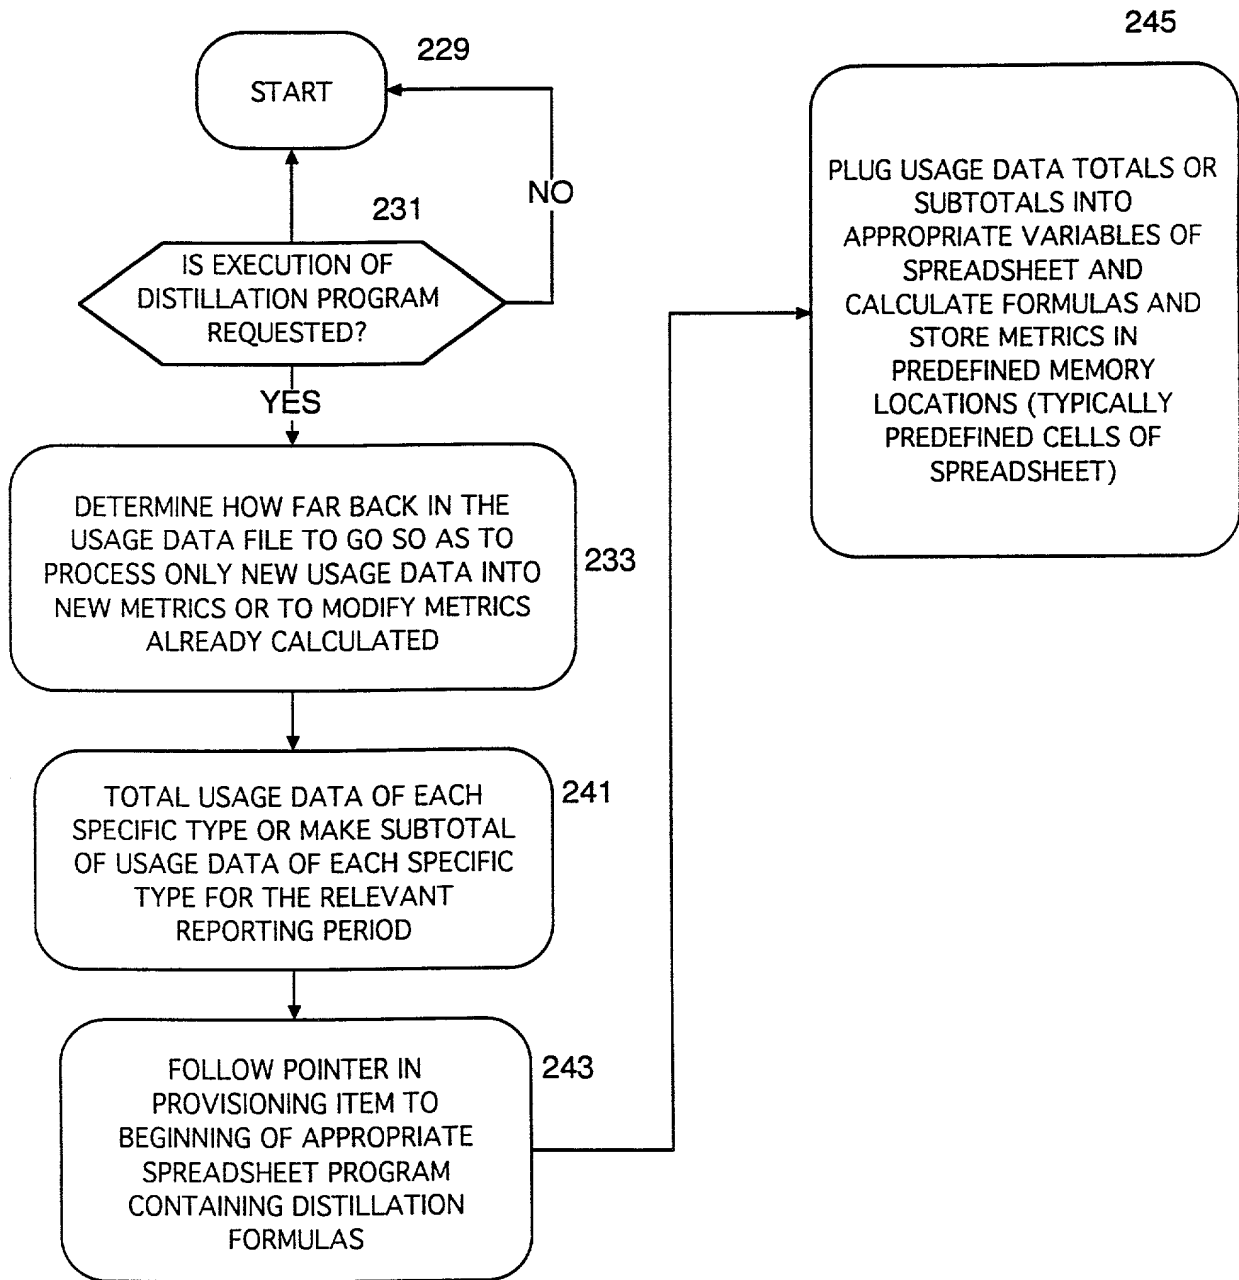 229
START
NO
231
IS EXECUTION OF
DISTILLATION PROGRAM
REQUESTED?
YES
DETERMINE HOW FAR BACK IN THE
USAGE DATA FILE TO GO SO AS TO
PROCESS ONLY NEW USAGE DATA INTO
NEW METRICS OR TO MODIFY METRICS
ALREADY CALCULATED
233
TOTAL USAGE DATA OF EACH
SPECIFIC TYPE OR MAKE SUBTOTAL
OF USAGE DATA OF EACH SPECIFIC
TYPE FOR THE RELEVANT
REPORTING PERIOD
241
FOLLOW POINTER IN
PROVISIONING ITEM TO
BEGINNING OF APPROPRIATE
SPREADSHEET PROGRAM
CONTAINING DISTILLATION
FORMULAS
243
245
PLUG USAGE DATA TOTALS OR
SUBTOTALS INTO
APPROPRIATE VARIABLES OF
SPREADSHEET AND
CALCULATE FORMULAS AND
STORE METRICS IN
PREDEFINED MEMORY
LOCATIONS (TYPICALLY
PREDEFINED CELLS OF
SPREADSHEET)